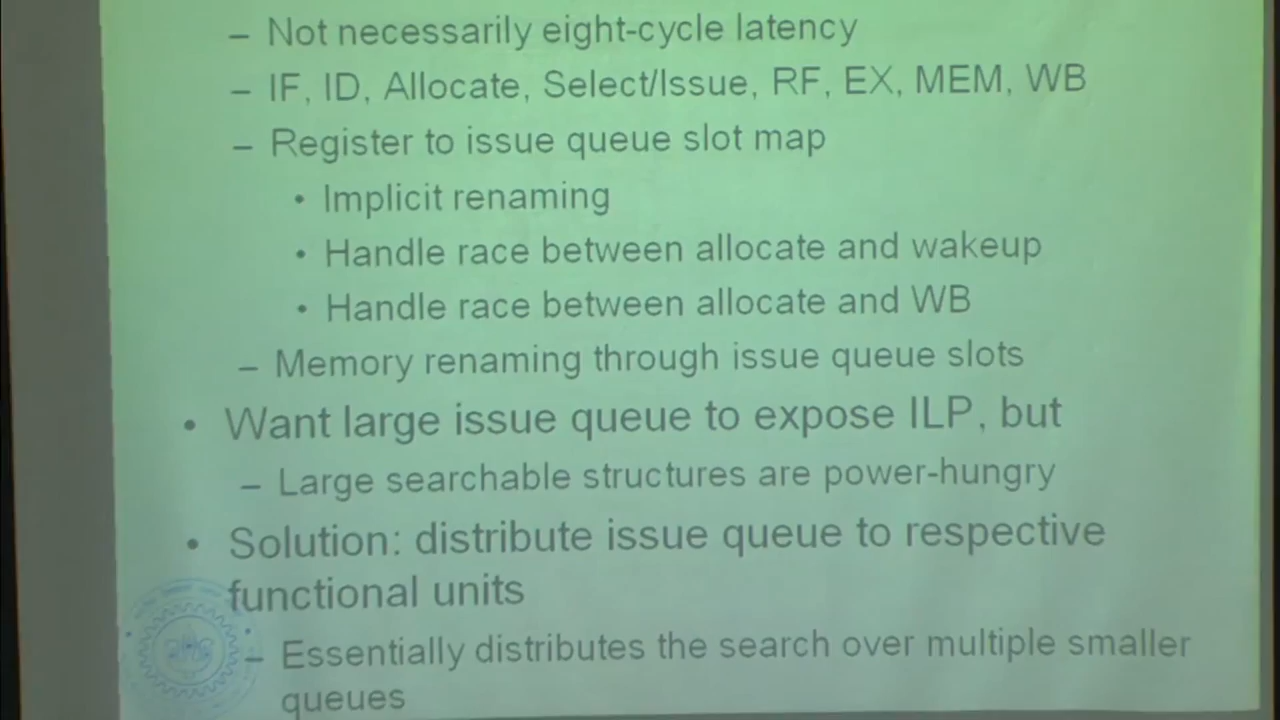 – Not necessarily eight-cycle latency
– IF, ID, Allocate, Select/Issue, RF, EX, MEM, WB
– Register to issue queue slot map
• Implicit renaming
• Handle race between allocate and wakeup
• Handle race between allocate and WB
– Memory renaming through issue queue slots
• Want large issue queue to expose ILP, but
– Large searchable structures are power-hungry
• Solution: distribute issue queue to respective
functional units
– Essentially distributes the search over multiple smaller
queues